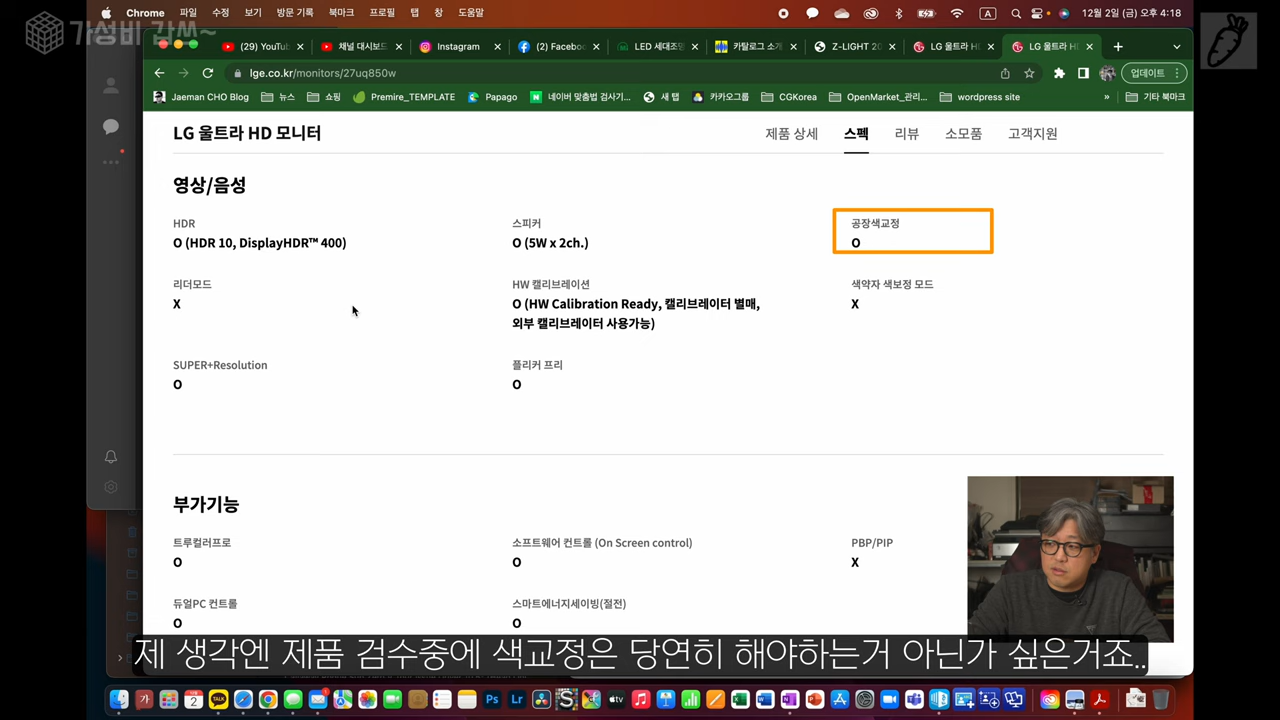 가성비 갑쓰~
Chrome 파일 수정 보기 방문 기록 북마크 프로필 탭 창 도움말 A 12월 2일 (금) 오후 4:18
(29) YouTu 채널 대시보드 Instagram (2) Facebo LED 세대조명 카탈로그 소개 Z-LIGHT 20 LG 울트라 HD LG 울트라 HD
lge.co.kr/monitors/27uq850w 업데이트
Jaeman CHO Blog 뉴스 쇼핑 Premire_TEMPLATE Papago 네이버 맞춤법 검사기... 새 탭 카카오그룹 CGKorea OpenMarket_관리... wordpress site » 기타 북마크
LG 울트라 HD 모니터 제품 상세 스펙 리뷰 소모품 고객지원
영상/음성
HDR 스피커 공장색교정
O (HDR 10, DisplayHDR™ 400) O (5W x 2ch.) O
리더모드 HW 캘리브레이션 색약자 색보정 모드
X O (HW Calibration Ready, 캘리브레이터 별매, X
외부 캘리브레이터 사용가능)
SUPER+Resolution 플리커 프리
O O
부가기능
트루컬러프로 소프트웨어 컨트롤 (On Screen control) PBP/PIP
O O X
듀얼PC 컨트롤 스마트에너지세이빙(절전)
O O
제 생각엔 제품 검수중에 색교정은 당연히 해야하는거 아닌가 싶은거죠..